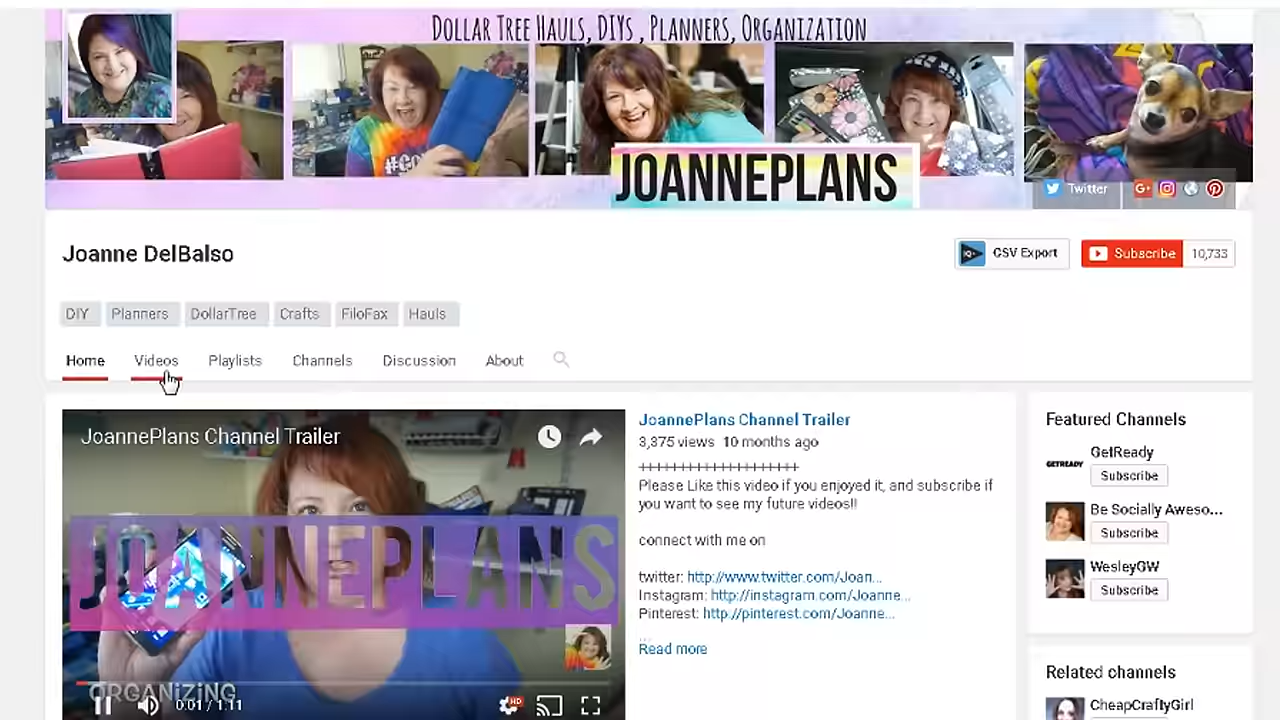 DOLLAR TREE HAULS, DIYS, PLANNERS, ORGANIZATION
#CO
JOANNEPLANS
Twitter
Joanne DelBalso
CSV Export
Subscribe 10,733
DIY Planners DollarTree Crafts FiloFax Hauls
Home Videos Playlists Channels Discussion About
JoannePlans Channel Trailer
JOANNEPLANS
ORGANiZiNG
0:01 / 1:11
HD
JoannePlans Channel Trailer
3,375 views 10 months ago
++++++++++++++++++++
Please Like this video if you enjoyed it, and subscribe if
you want to see my future videos!!
connect with me on
twitter: http://www.twitter.com/Joan...
Instagram: http://instagram.com/Joanne...
Pinterest: http://pinterest.com/Joanne...
...
Read more
Featured Channels
GETREADY
GetReady
Subscribe
Be Socially Aweso...
Subscribe
WesleyGW
Subscribe
Related channels
CheapCraftyGirl